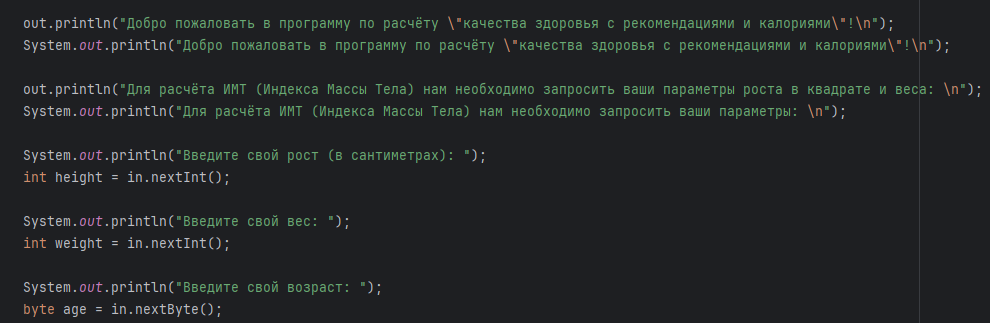 out.println("Добро пожаловать в программу по расчёту \"качества здоровья с рекомендациями и калориями\"!\n");
System.out.println("Добро пожаловать в программу по расчёту \"качества здоровья с рекомендациями и калориями\"!\n");
out.println("Для расчёта ИМТ (Индекса Массы Тела) нам необходимо запросить ваши параметры роста в квадрате и веса: \n");
System.out.println("Для расчёта ИМТ (Индекса Массы Тела) нам необходимо запросить ваши параметры: \n");
System.out.println("Введите свой рост (в сантиметрах): ");
int height = in.nextInt();
System.out.println("Введите свой вес: ");
int weight = in.nextInt();
System.out.println("Введите свой возраст: ");
byte age = in.nextByte();